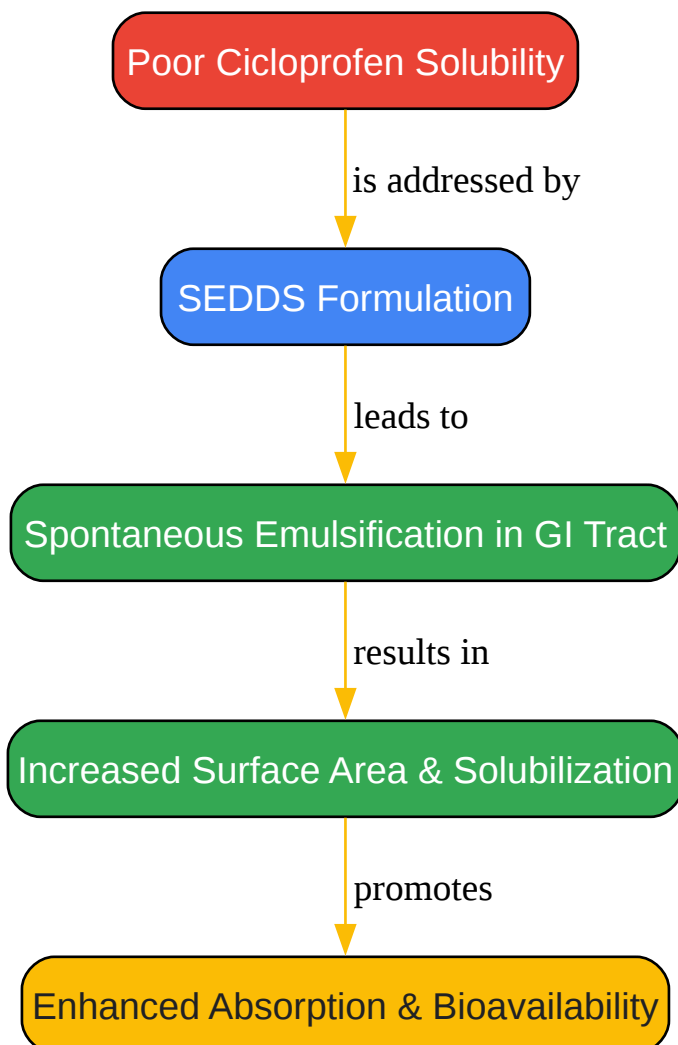 Poor Cicloprofen Solubility
is addressed by
SEDDS Formulation
leads to
Spontaneous Emulsification in GI Tract
results in
Increased Surface Area & Solubilization
promotes
Enhanced Absorption & Bioavailability